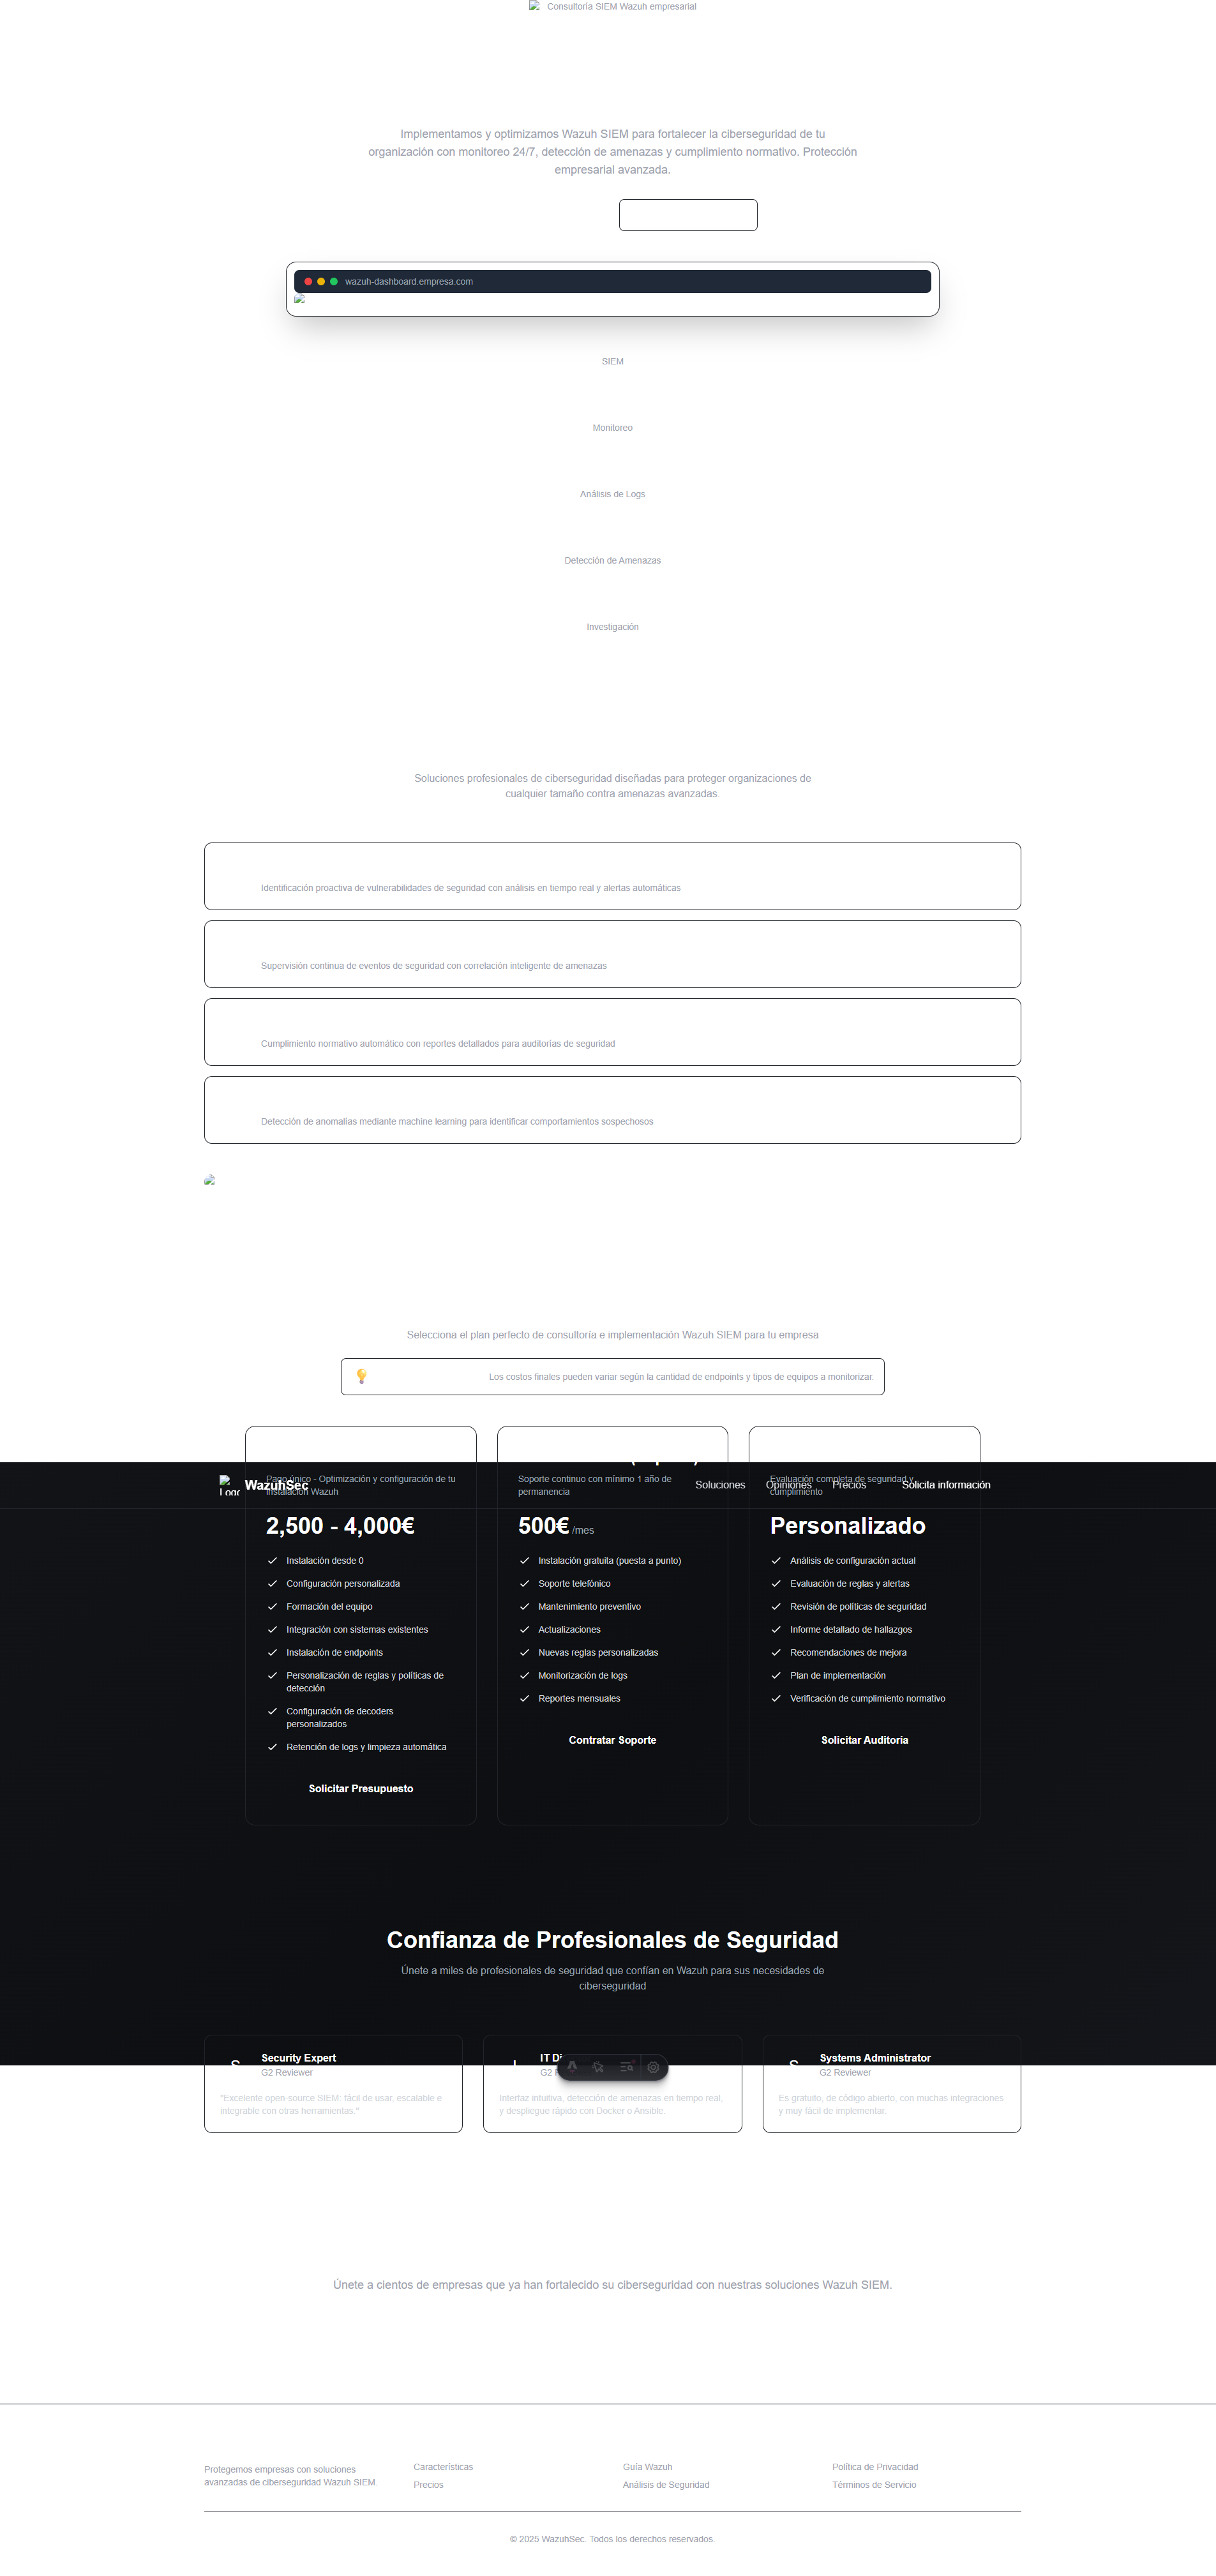 Consultoría SIEM Wazuh empresarial
Implementamos y optimizamos Wazuh SIEM para fortalecer la ciberseguridad de tu
organización con monitoreo 24/7, detección de amenazas y cumplimiento normativo. Protección
empresarial avanzada.
wazuh-dashboard.empresa.com
SIEM
Monitoreo
Análisis de Logs
Detección de Amenazas
Investigación
Soluciones profesionales de ciberseguridad diseñadas para proteger organizaciones de
cualquier tamaño contra amenazas avanzadas.
Identificación proactiva de vulnerabilidades de seguridad con análisis en tiempo real y alertas automáticas
Supervisión continua de eventos de seguridad con correlación inteligente de amenazas
Cumplimiento normativo automático con reportes detallados para auditorías de seguridad
Detección de anomalías mediante machine learning para identificar comportamientos sospechosos
Selecciona el plan perfecto de consultoría e implementación Wazuh SIEM para tu empresa
Los costos finales pueden variar según la cantidad de endpoints y tipos de equipos a monitorizar.
WazuhSec
Soluciones
Opiniones
Precios
Solicita información
Pago único - Optimización y configuración de tu
instalación Wazuh
2,500 - 4,000€
Instalación desde 0
Configuración personalizada
Formación del equipo
Integración con sistemas existentes
Instalación de endpoints
Personalización de reglas y políticas de
detección
Configuración de decoders
personalizados
Retención de logs y limpieza automática
Solicitar Presupuesto
Soporte continuo con mínimo 1 año de
permanencia
500€ /mes
Instalación gratuita (puesta a punto)
Soporte telefónico
Mantenimiento preventivo
Actualizaciones
Nuevas reglas personalizadas
Monitorización de logs
Reportes mensuales
Contratar Soporte
Evaluación completa de seguridad y
cumplimiento
Personalizado
Análisis de configuración actual
Evaluación de reglas y alertas
Revisión de políticas de seguridad
Informe detallado de hallazgos
Recomendaciones de mejora
Plan de implementación
Verificación de cumplimiento normativo
Solicitar Auditoria
Confianza de Profesionales de Seguridad
Únete a miles de profesionales de seguridad que confían en Wazuh para sus necesidades de
ciberseguridad
Security Expert
G2 Reviewer
"Excelente open-source SIEM: fácil de usar, escalable e
integrable con otras herramientas."
IT Di
G2
Interfaz intuitiva, detección de amenazas en tiempo real,
y despliegue rápido con Docker o Ansible.
Systems Administrator
G2 Reviewer
Es gratuito, de código abierto, con muchas integraciones
y muy fácil de implementar.
Únete a cientos de empresas que ya han fortalecido su ciberseguridad con nuestras soluciones Wazuh SIEM.
Protegemos empresas con soluciones
avanzadas de ciberseguridad Wazuh SIEM.
Características
Precios
Guía Wazuh
Análisis de Seguridad
Política de Privacidad
Términos de Servicio
© 2025 WazuhSec. Todos los derechos reservados.